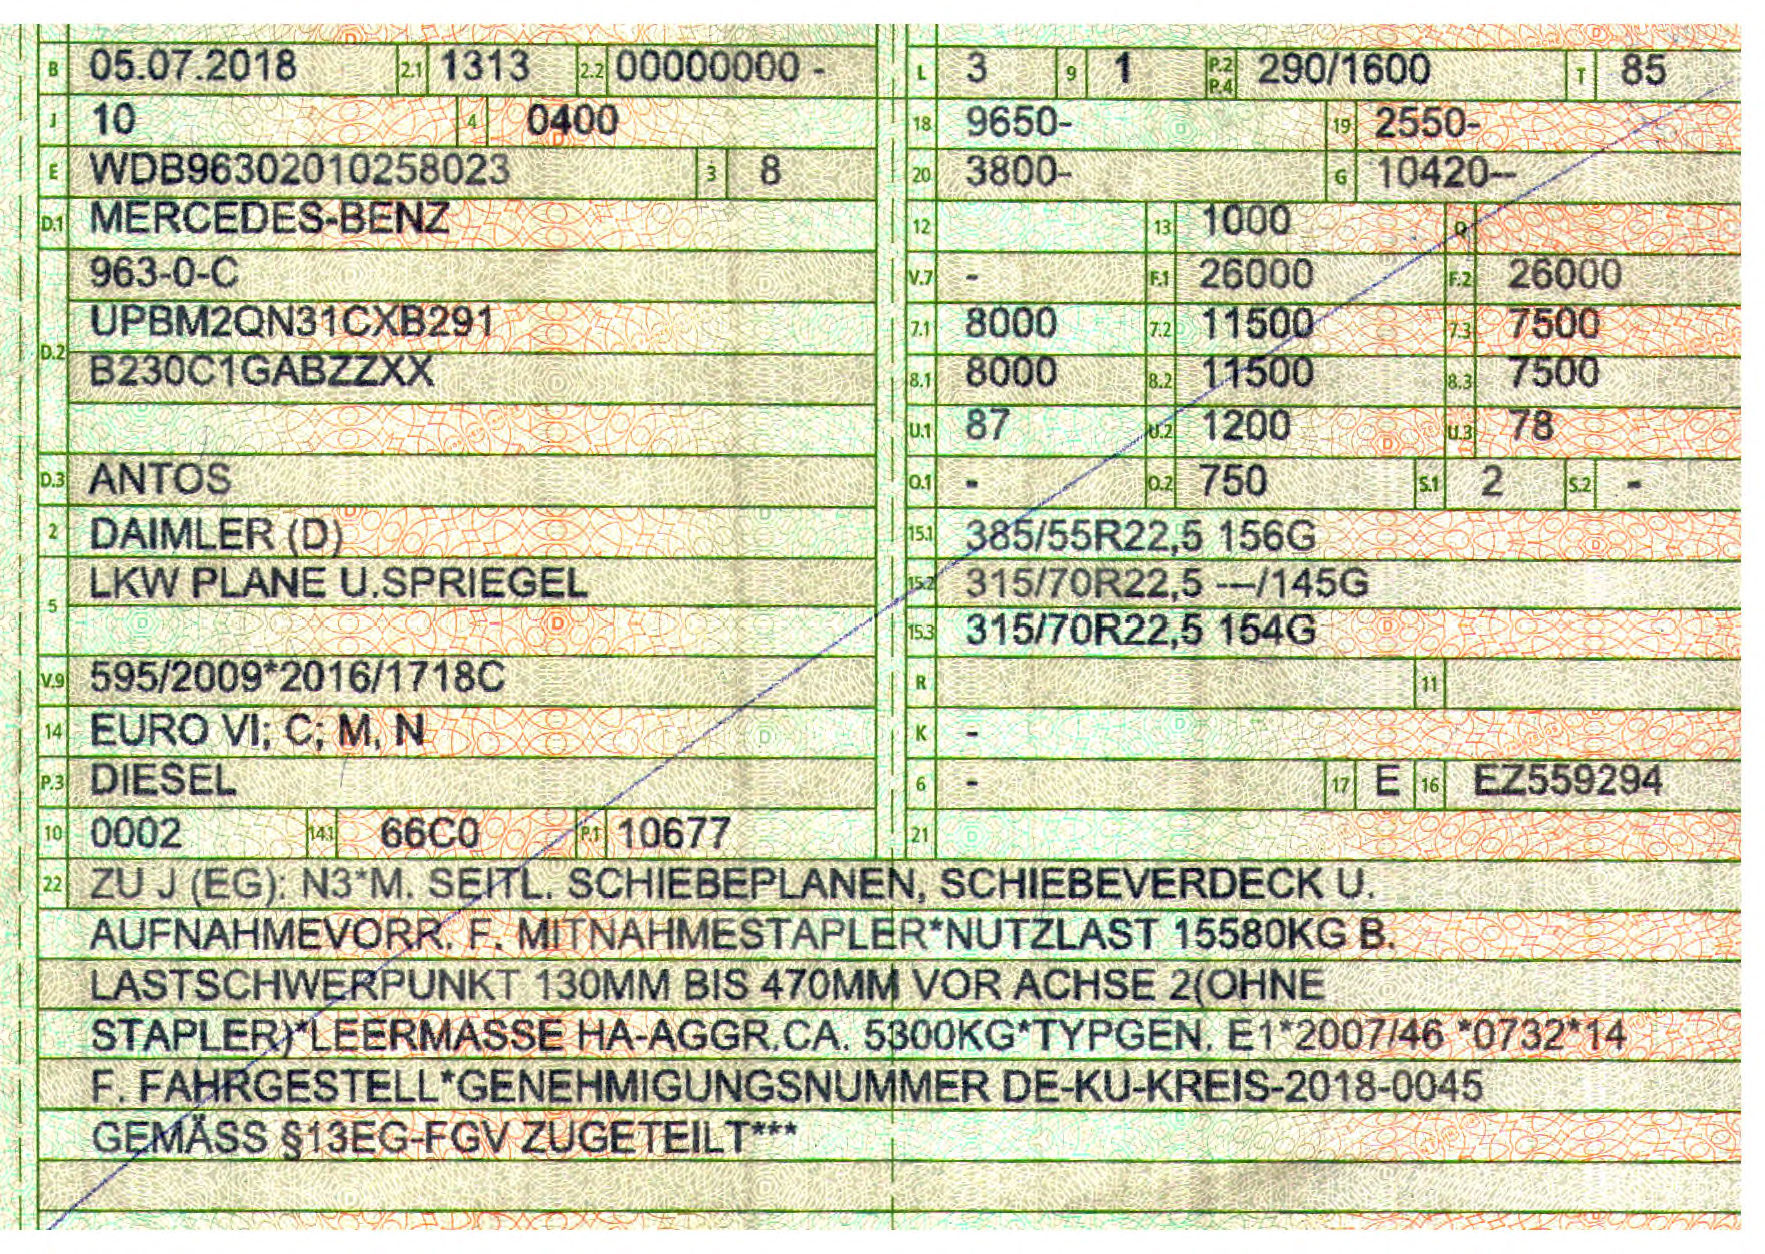 B 05.07.2018 2.1 1313 2.2 00000000 -
J 10 4 0400
E WDB96302010258023 3 8
D.1 MERCEDES-BENZ
963-0-C
D.2 UPBM2QN31CXB291
B230C1GABZZXX
D.3 ANTOS
2 DAIMLER (D)
5 LKW PLANE U.SPRIEGEL
V.9 595/2009*2016/1718C
14 EURO VI; C; M, N
P.3 DIESEL
10 0002 14.1 66C0 P.1 10677
L 3 9 1 P.2 P.4 290/1600 T 85
18 9650- 19 2550-
20 3800- G 10420--
12 13 1000 Q
V.7 - F.1 26000 F.2 26000
7.1 8000 7.2 11500 7.3 7500
8.1 8000 8.2 11500 8.3 7500
U.1 87 U.2 1200 U.3 78
O.1 - O.2 750 S.1 2 S.2 -
15.1 385/55R22,5 156G
15.2 315/70R22,5 ---/145G
15.3 315/70R22,5 154G
R 11
K -
6 - 17 E 16 EZ559294
21
22 ZU J (EG): N3*M. SEITL. SCHIEBEPLANEN, SCHIEBEVERDECK U.
AUFNAHMEVORR. F. MITNAHMESTAPLER*NUTZLAST 15580KG B.
LASTSCHWERPUNKT 130MM BIS 470MM VOR ACHSE 2(OHNE
STAPLER)*LEERMASSE HA-AGGR.CA. 5300KG*TYPGEN. E1*2007/46 *0732*14
F. FAHRGESTELL*GENEHMIGUNGSNUMMER DE-KU-KREIS-2018-0045
GEMÄSS §13EG-FGV ZUGETEILT***